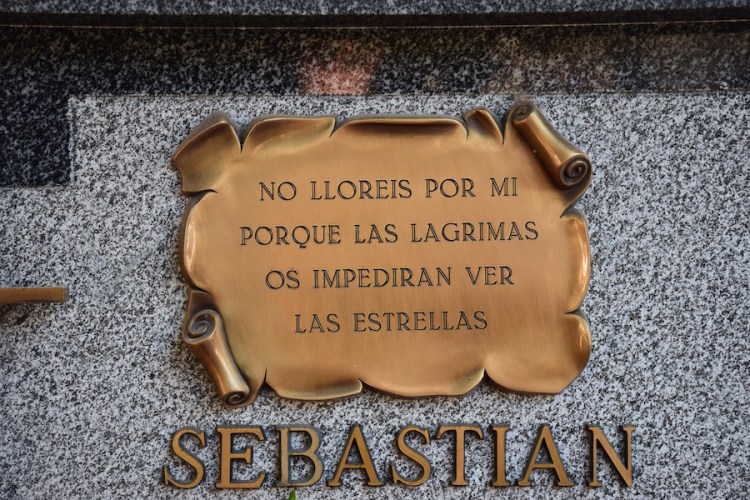 NO LLOREIS POR MI
PORQUE LAS LAGRIMAS
OS IMPEDIRAN VER
LAS ESTRELLAS
SEBASTIAN